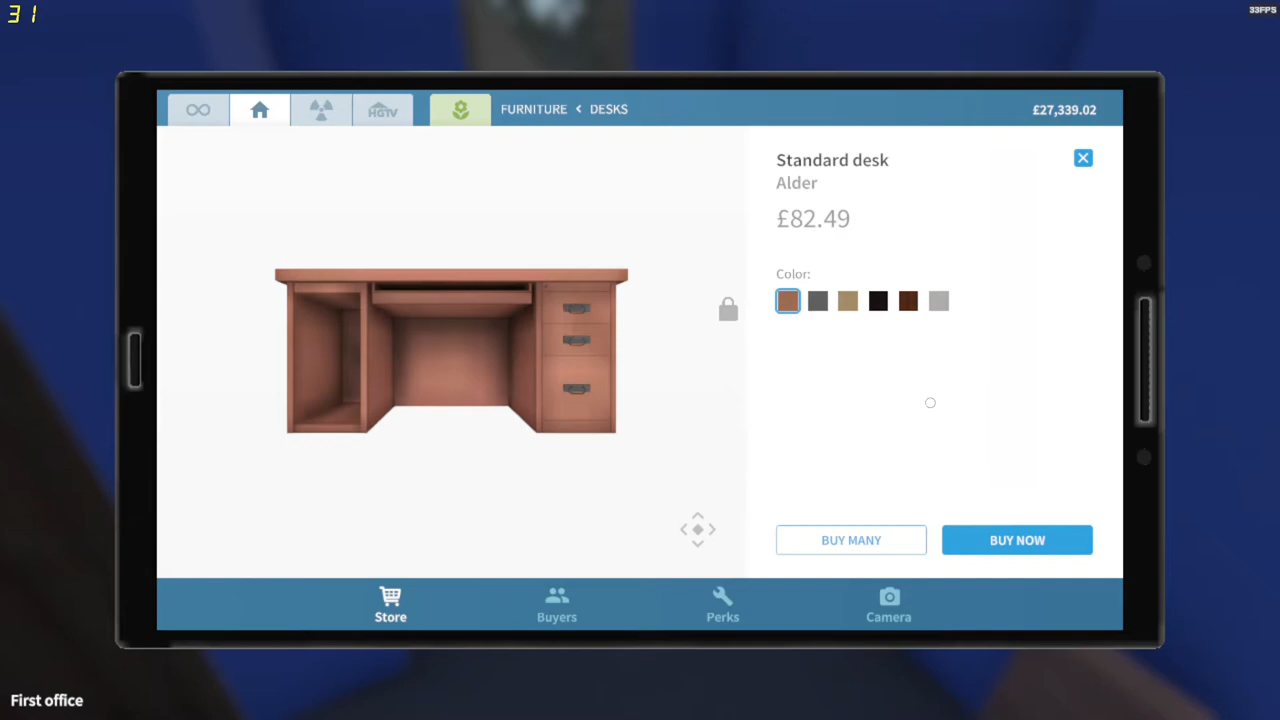 31
33FPS
HGTV
FURNITURE < DESKS
£27,339.02
Standard desk
Alder
£82.49
Color:
BUY MANY
BUY NOW
Store
Buyers
Perks
Camera
First office